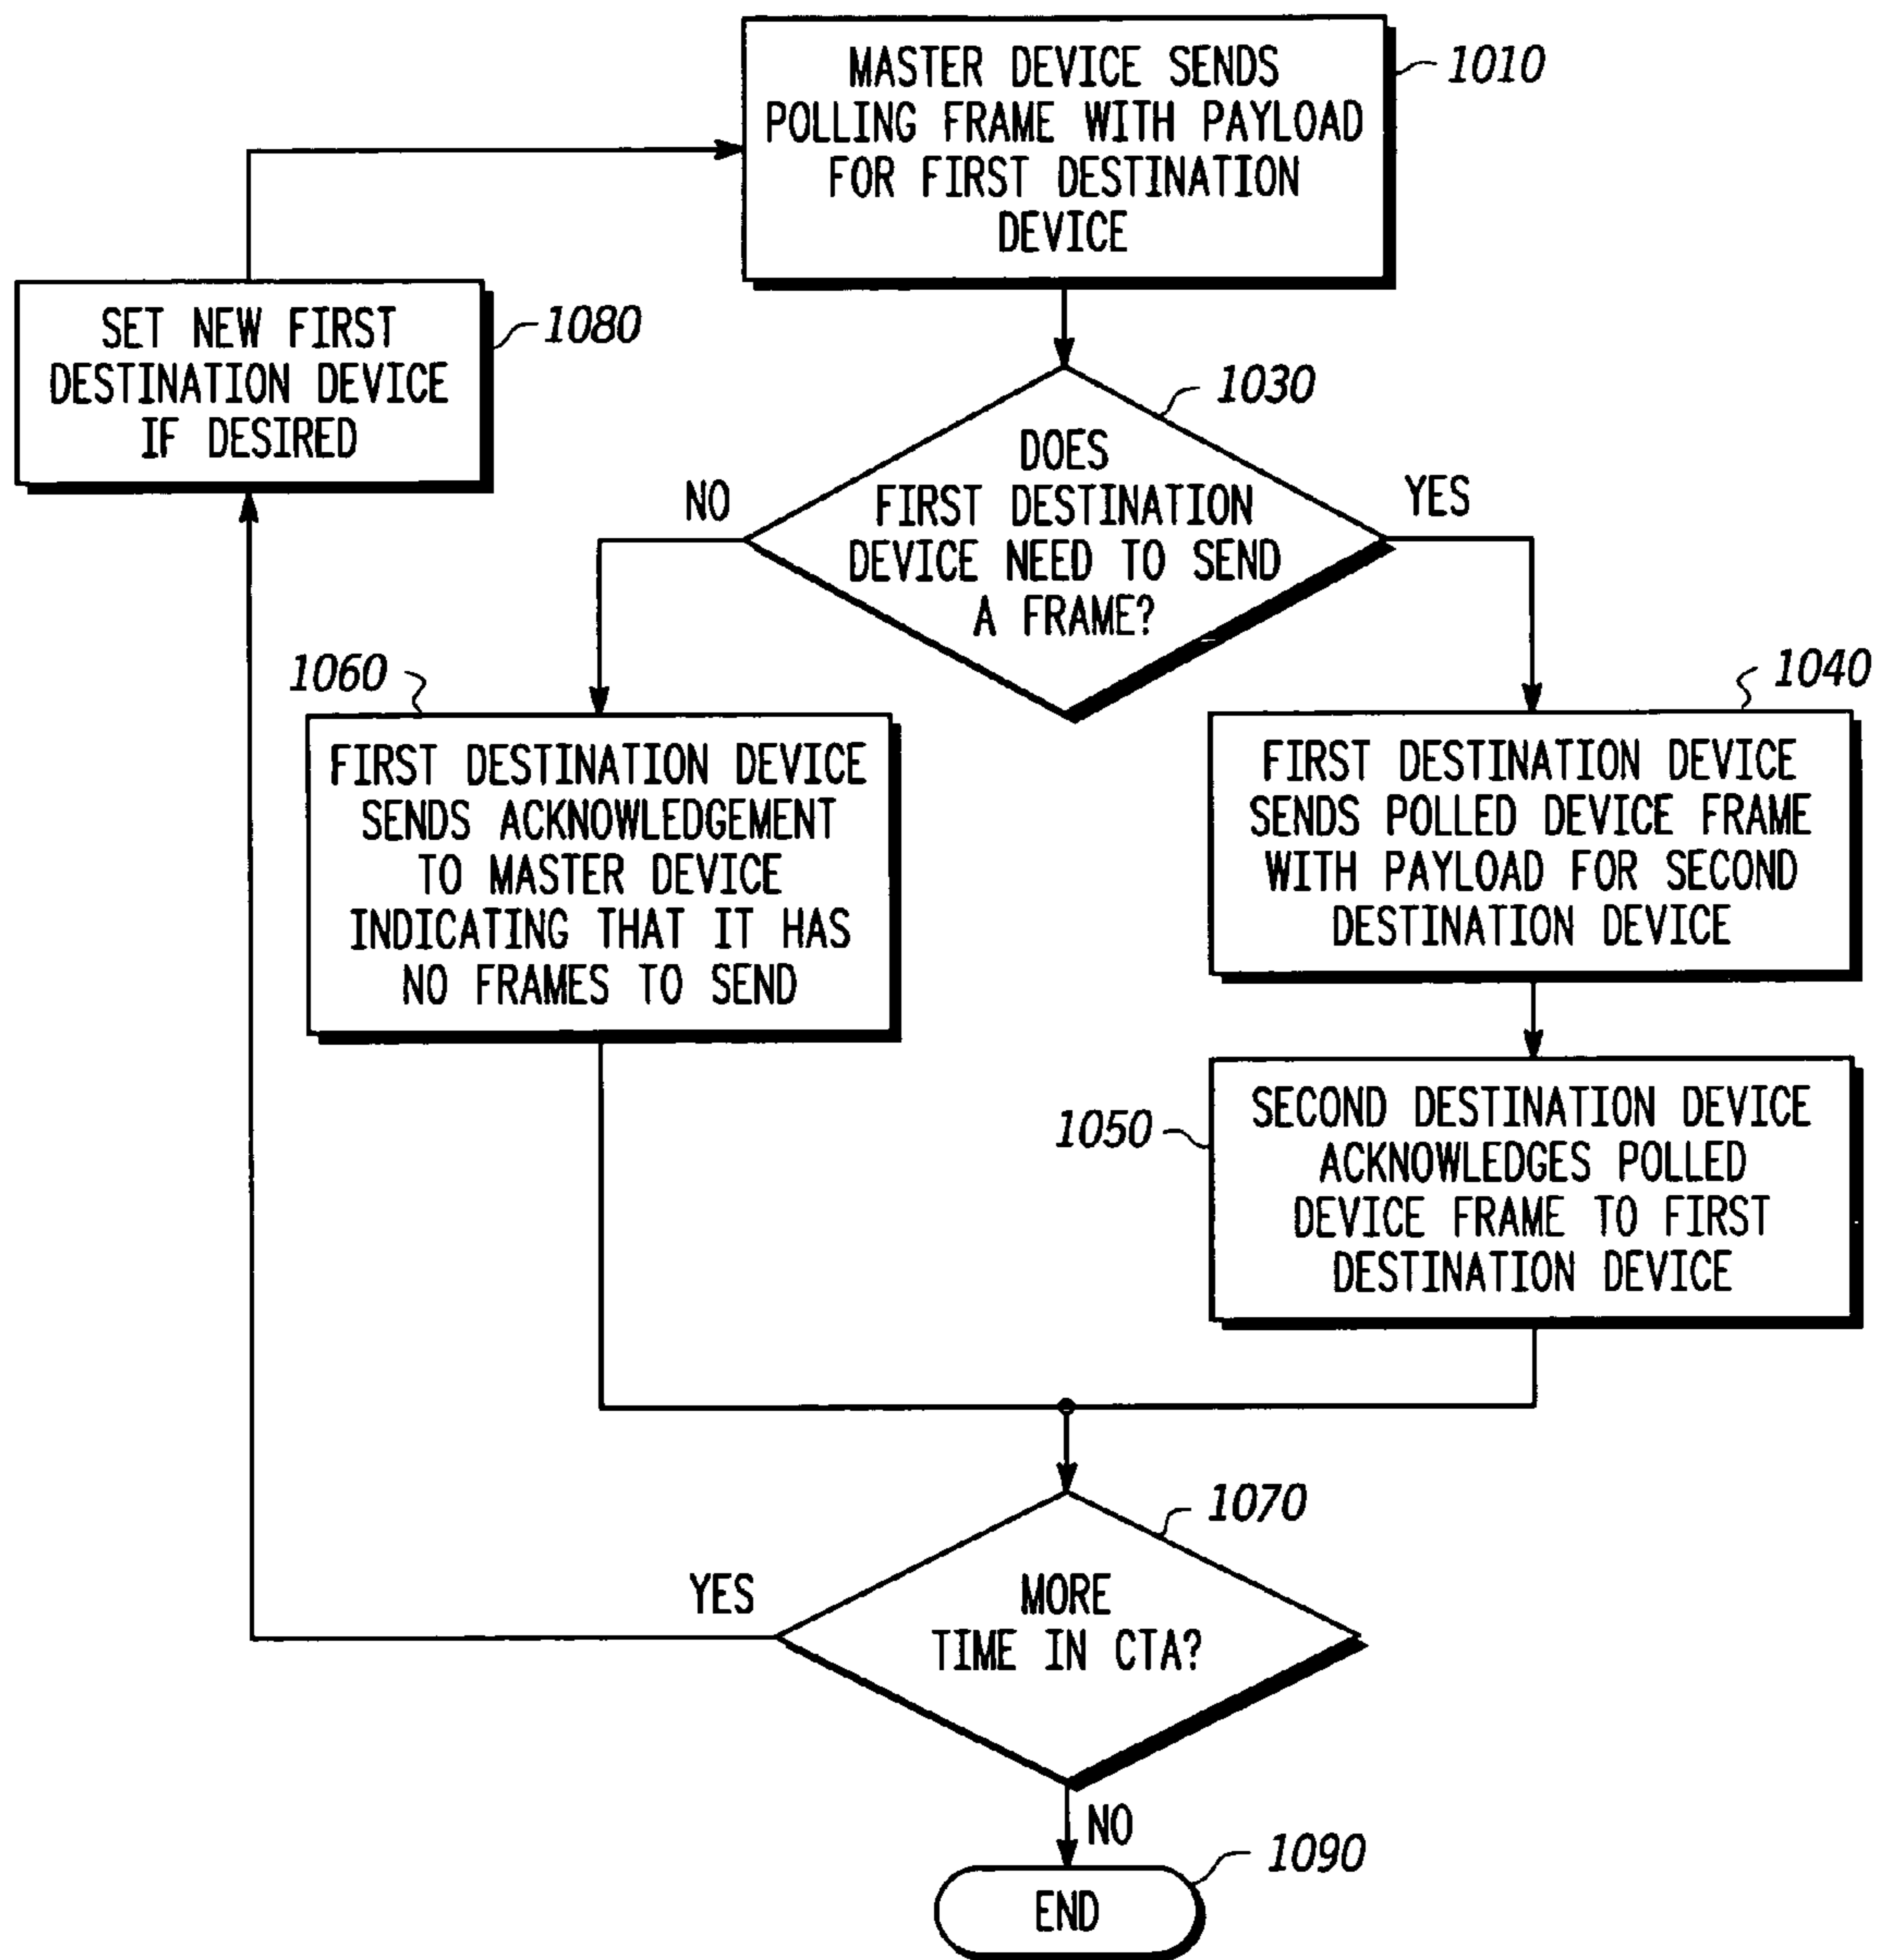 MASTER DEVICE SENDS
POLLING FRAME WITH PAYLOAD
FOR FIRST DESTINATION
DEVICE
1010
SET NEW FIRST
DESTINATION DEVICE
IF DESIRED
1080
1030
DOES
FIRST DESTINATION
DEVICE NEED TO SEND
A FRAME?
NO
YES
1060
FIRST DESTINATION DEVICE
SENDS ACKNOWLEDGEMENT
TO MASTER DEVICE
INDICATING THAT IT HAS
NO FRAMES TO SEND
1040
FIRST DESTINATION DEVICE
SENDS POLLED DEVICE FRAME
WITH PAYLOAD FOR SECOND
DESTINATION DEVICE
1050
SECOND DESTINATION DEVICE
ACKNOWLEDGES POLLED
DEVICE FRAME TO FIRST
DESTINATION DEVICE
1070
YES
MORE
TIME IN CTA?
NO
1090
END